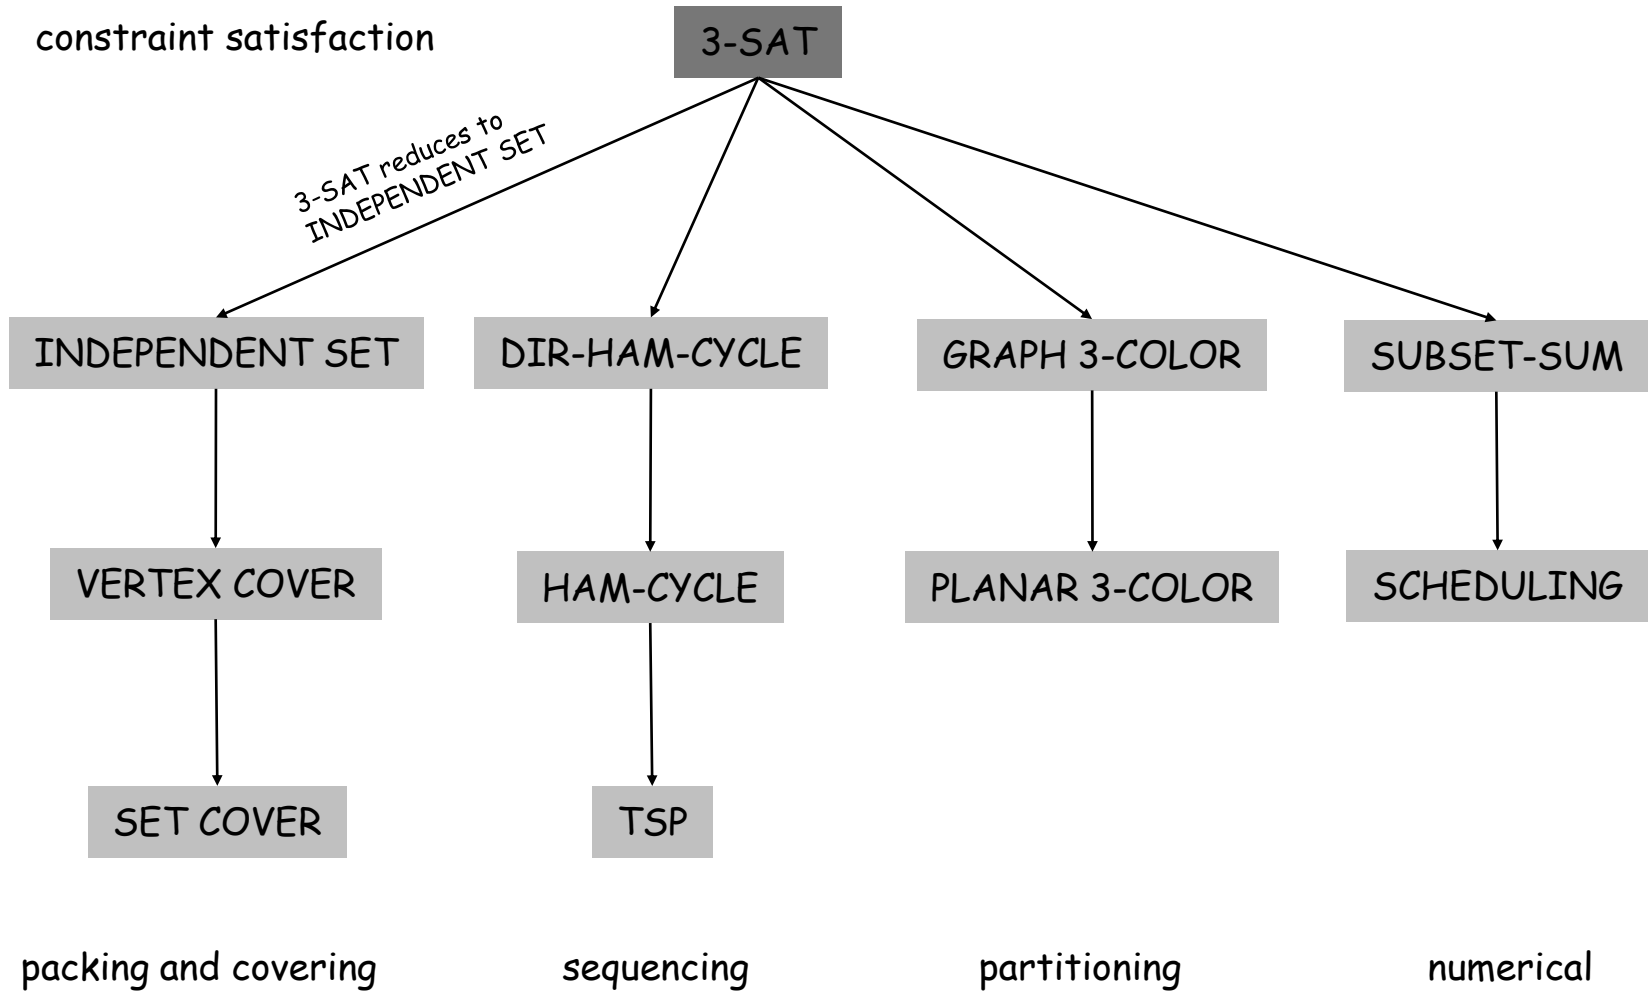 constraint satisfaction
3-SAT
3-SAT reduces to
INDEPENDENT SET
INDEPENDENT SET
DIR-HAM-CYCLE
GRAPH 3-COLOR
SUBSET-SUM
VERTEX COVER
HAM-CYCLE
PLANAR 3-COLOR
SCHEDULING
SET COVER
TSP
packing and covering
sequencing
partitioning
numerical